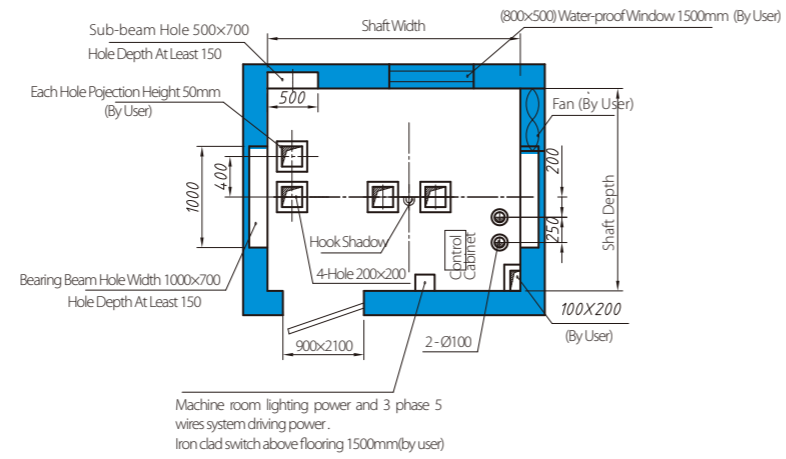 (800×500) Water-proof Window 1500mm (By User)
Sub-beam Hole 500×700
Shaft Width
Hole Depth At Least 150
Each Hole Pojection Height 50mm
(By User)
500
Fan (By User)
200
400
1000
Shaft Depth
250
Hook Shadow
Control
Cabinet
4-Hole 200×200
Bearing Beam Hole Width 1000×700
Hole Depth At Least 150
100X200
(By User)
900×2100
2-Ø100
Machine room lighting power and 3 phase 5
wires system driving power.
Iron clad switch above flooring 1500mm(by user)